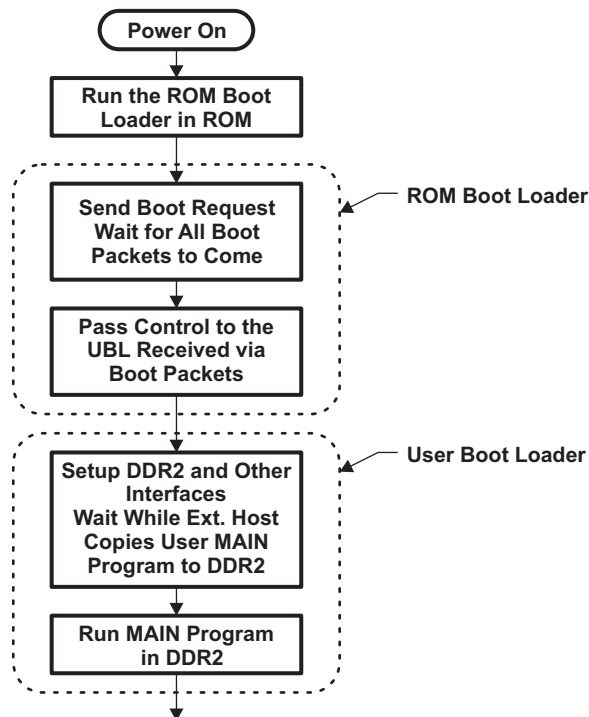 Power On
Run the ROM Boot
Loader in ROM
Send Boot Request
Wait for All Boot
Packets to Come
ROM Boot Loader
Pass Control to the
UBL Received via
Boot Packets
User Boot Loader
Setup DDR2 and Other
Interfaces
Wait While Ext. Host
Copies User MAIN
Program to DDR2
Run MAIN Program
in DDR2